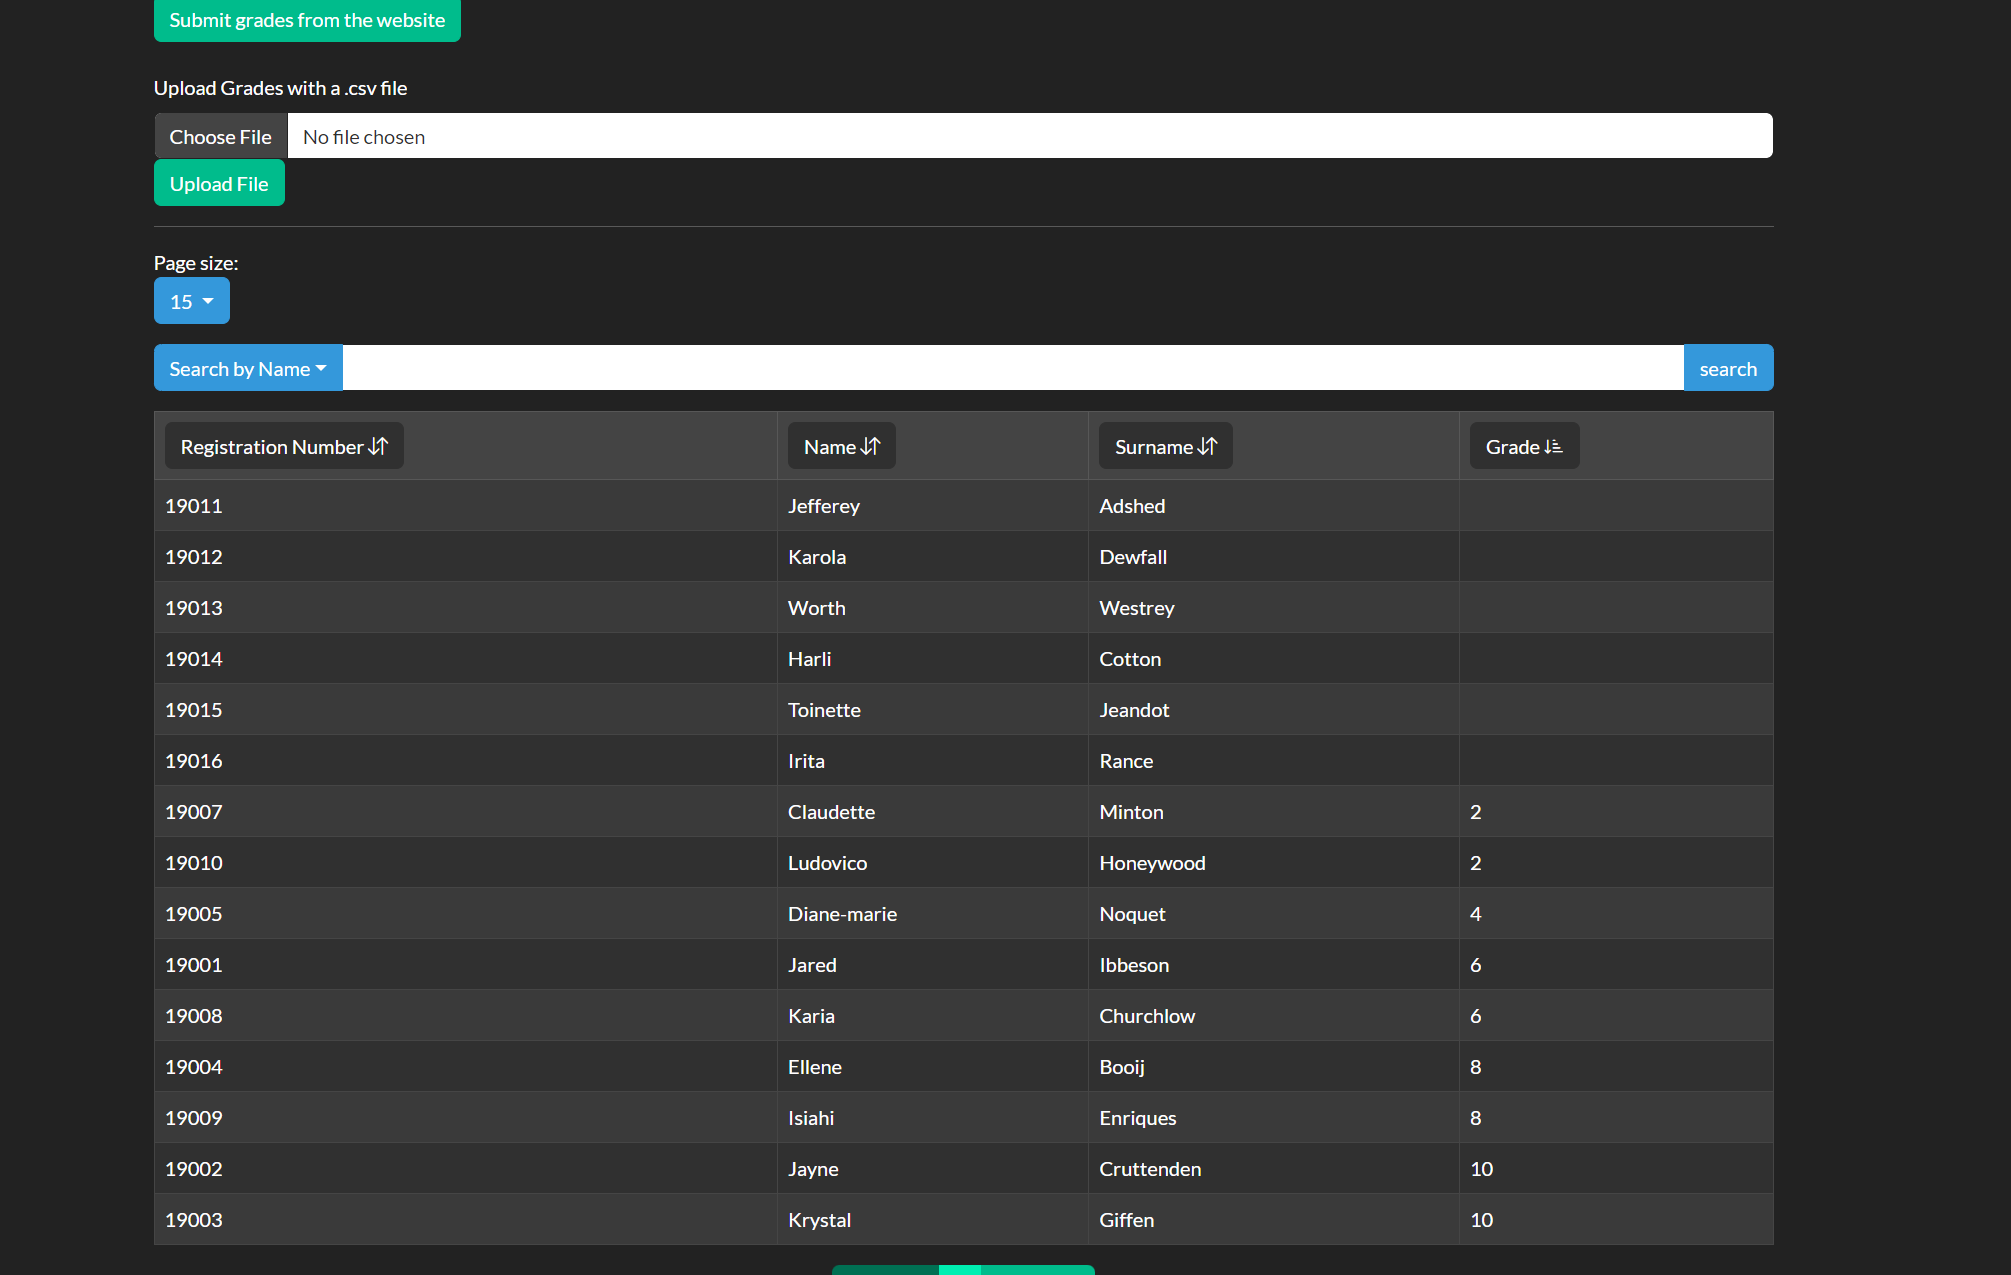 Submit grades from the website
Upload Grades with a .csv file
Choose File No file chosen
Upload File
Page size:
15
Search by Name search
Registration Number Name Surname Grade
19011 Jefferey Adshed
19012 Karola Dewfall
19013 Worth Westrey
19014 Harli Cotton
19015 Toinette Jeandot
19016 Irita Rance
19007 Claudette Minton 2
19010 Ludovico Honeywood 2
19005 Diane-marie Noquet 4
19001 Jared Ibbeson 6
19008 Karia Churchlow 6
19004 Ellene Booij 8
19009 Isiahi Enriques 8
19002 Jayne Cruttenden 10
19003 Krystal Giffen 10